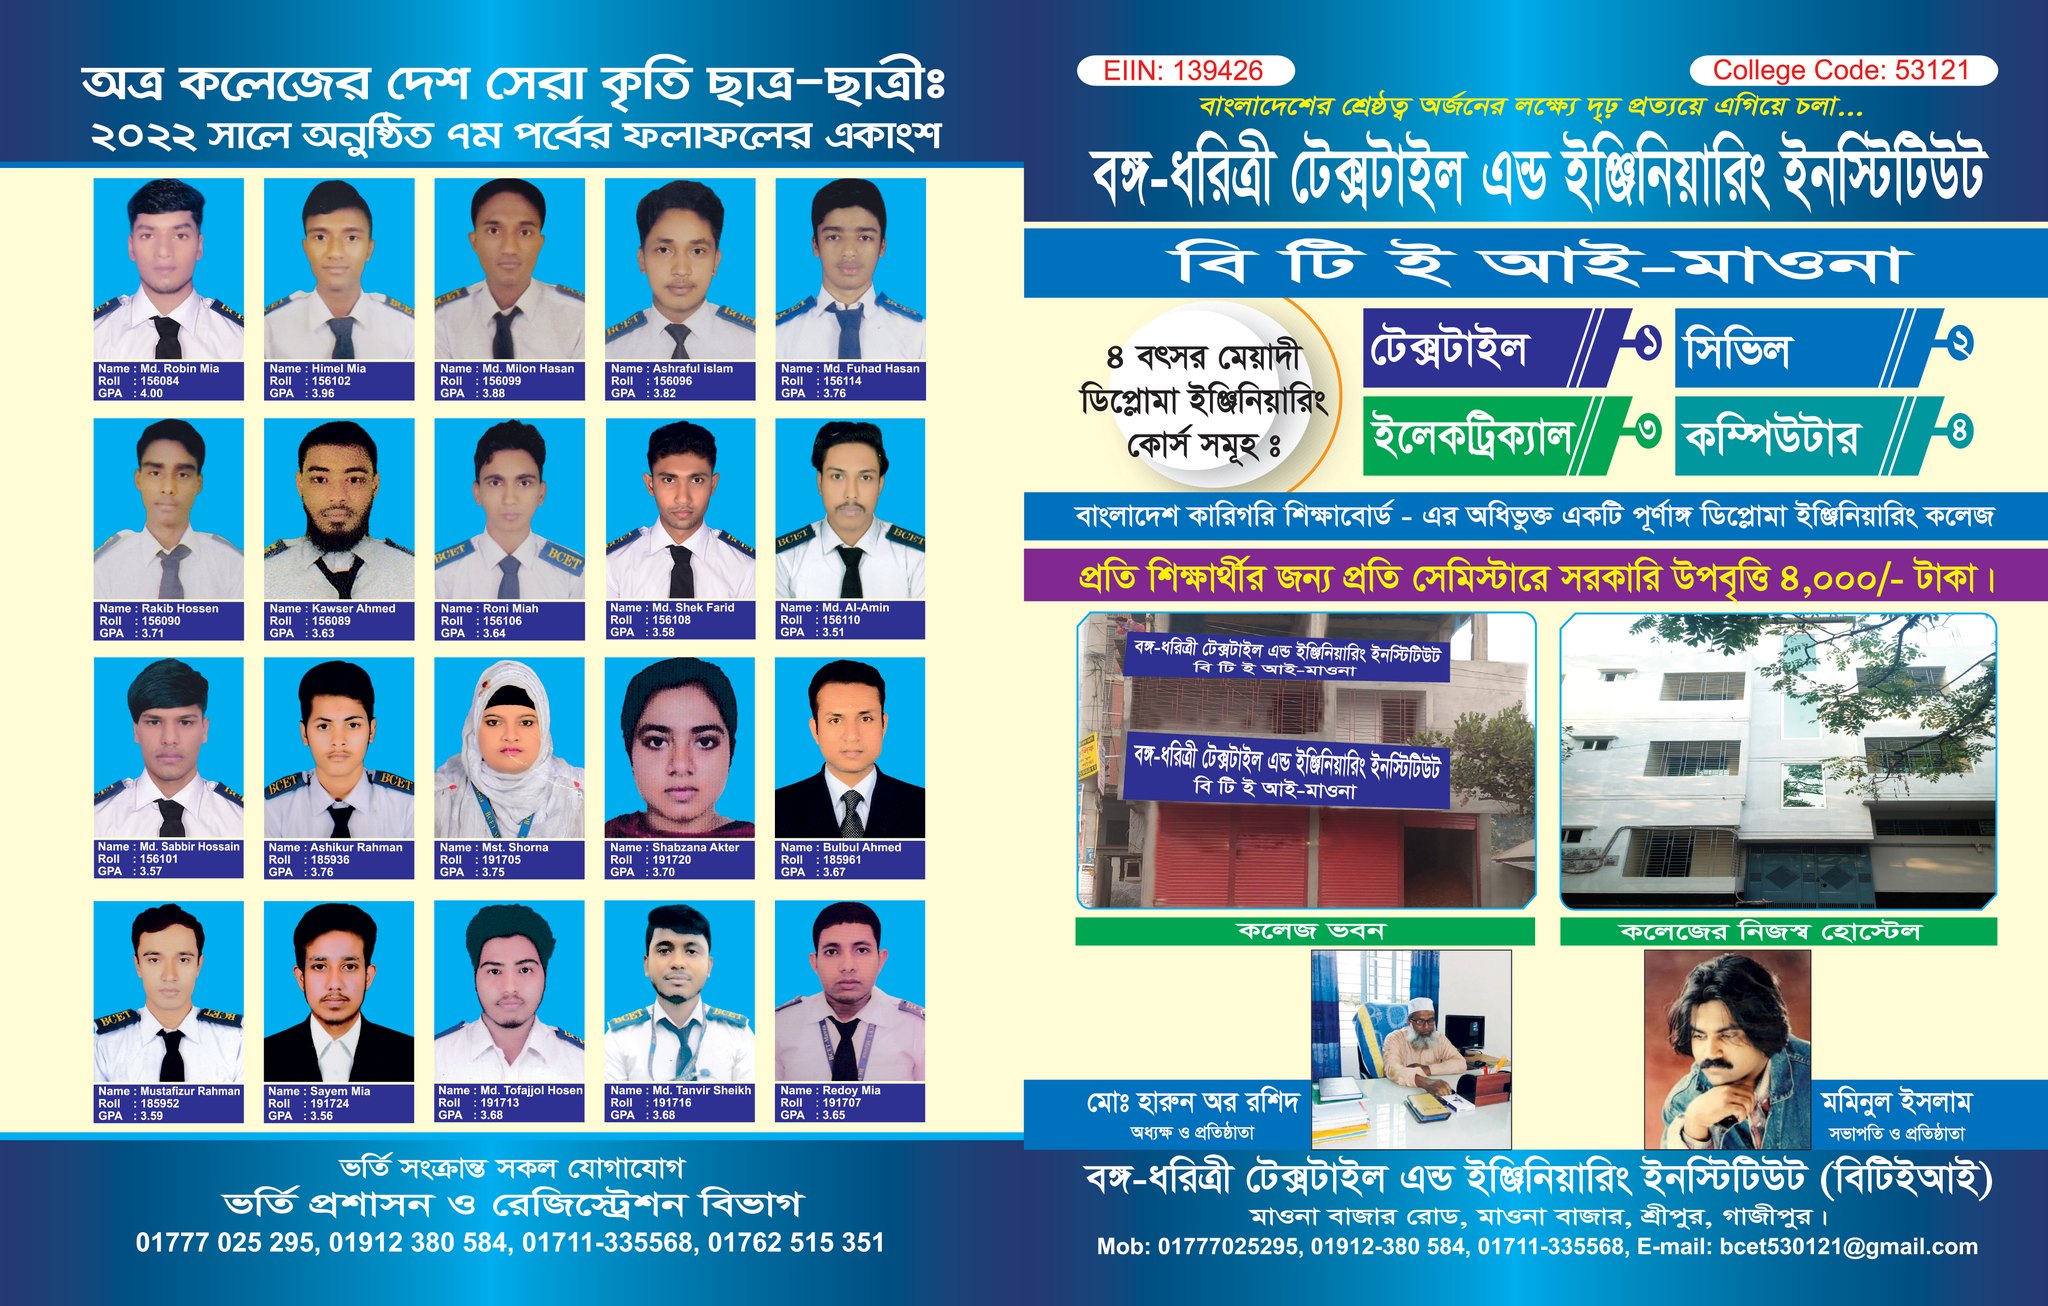 অত্র কলেজের দেশ সেরা কৃতি ছাত্র-ছাত্রীঃ
২০২২ সালে অনুষ্ঠিত ৭ম পর্বের ফলাফলের একাংশ
Name : Md. Robin Mia
Roll : 156084
GPA : 4.00
Name : Himel Mia
Roll : 156102
GPA : 3.96
Name : Md. Milon Hasan
Roll : 156099
GPA : 3.88
Name : Ashraful islam
Roll : 156096
GPA : 3.82
Name : Md. Fuhad Hasan
Roll : 156114
GPA : 3.76
Name : Rakib Hossen
Roll : 156090
GPA : 3.71
Name : Kawser Ahmed
Roll : 156089
GPA : 3.63
Name : Roni Miah
Roll : 156106
GPA : 3.64
Name : Md. Shek Farid
Roll : 156108
GPA : 3.58
Name : Md. Al-Amin
Roll : 156110
GPA : 3.51
Name : Md. Sabbir Hossain
Roll : 156101
GPA : 3.57
Name : Ashikur Rahman
Roll : 185936
GPA : 3.76
Name : Mst. Shorna
Roll : 191705
GPA : 3.75
Name : Shabzana Akter
Roll : 191720
GPA : 3.70
Name : Bulbul Ahmed
Roll : 185961
GPA : 3.67
Name : Mustafizur Rahman
Roll : 185952
GPA : 3.59
Name : Sayem Mia
Roll : 191724
GPA : 3.56
Name : Md. Tofajjol Hosen
Roll : 191713
GPA : 3.68
Name : Md. Tanvir Sheikh
Roll : 191716
GPA : 3.68
Name : Redoy Mia
Roll : 191707
GPA : 3.65
ভর্তি সংক্রান্ত সকল যোগাযোগ
ভর্তি প্রশাসন ও রেজিস্ট্রেশন বিভাগ
01777 025 295, 01912 380 584, 01711-335568, 01762 515 351
EIIN: 139426
College Code: 53121
বাংলাদেশের শ্রেষ্ঠত্ব অর্জনের লক্ষ্যে দৃঢ় প্রত্যয়ে এগিয়ে চলা...
বঙ্গ-ধরিত্রী টেক্সটাইল এন্ড ইঞ্জিনিয়ারিং ইনস্টিটিউট
বি টি ই আই-মাওনা
৪ বৎসর মেয়াদী
ডিপ্লোমা ইঞ্জিনিয়ারিং
কোর্স সমূহ ঃ
টেক্সটাইল ১
সিভিল ২
ইলেকট্রিক্যাল ৩
কম্পিউটার ৪
বাংলাদেশ কারিগরি শিক্ষাবোর্ড - এর অধিভুক্ত একটি পূর্ণাঙ্গ ডিপ্লোমা ইঞ্জিনিয়ারিং কলেজ
প্রতি শিক্ষার্থীর জন্য প্রতি সেমিস্টারে সরকারি উপবৃত্তি ৪,০০০/- টাকা।
বঙ্গ-ধরিত্রী টেক্সটাইল এন্ড ইঞ্জিনিয়ারিং ইনস্টিটিউট
বি টি ই আই-মাওনা
বঙ্গ-ধরিত্রী টেক্সটাইল এন্ড ইঞ্জিনিয়ারিং ইনস্টিটিউট
বি টি ই আই-মাওনা
কলেজ ভবন
কলেজের নিজস্ব হোস্টেল
মোঃ হারুন অর রশিদ
অধ্যক্ষ ও প্রতিষ্ঠাতা
মমিনুল ইসলাম
সভাপতি ও প্রতিষ্ঠাতা
বঙ্গ-ধরিত্রী টেক্সটাইল এন্ড ইঞ্জিনিয়ারিং ইনস্টিটিউট (বিটিইআই)
মাওনা বাজার রোড, মাওনা বাজার, শ্রীপুর, গাজীপুর।
Mob: 01777025295, 01912-380 584, 01711-335568, E-mail: bcet530121@gmail.com